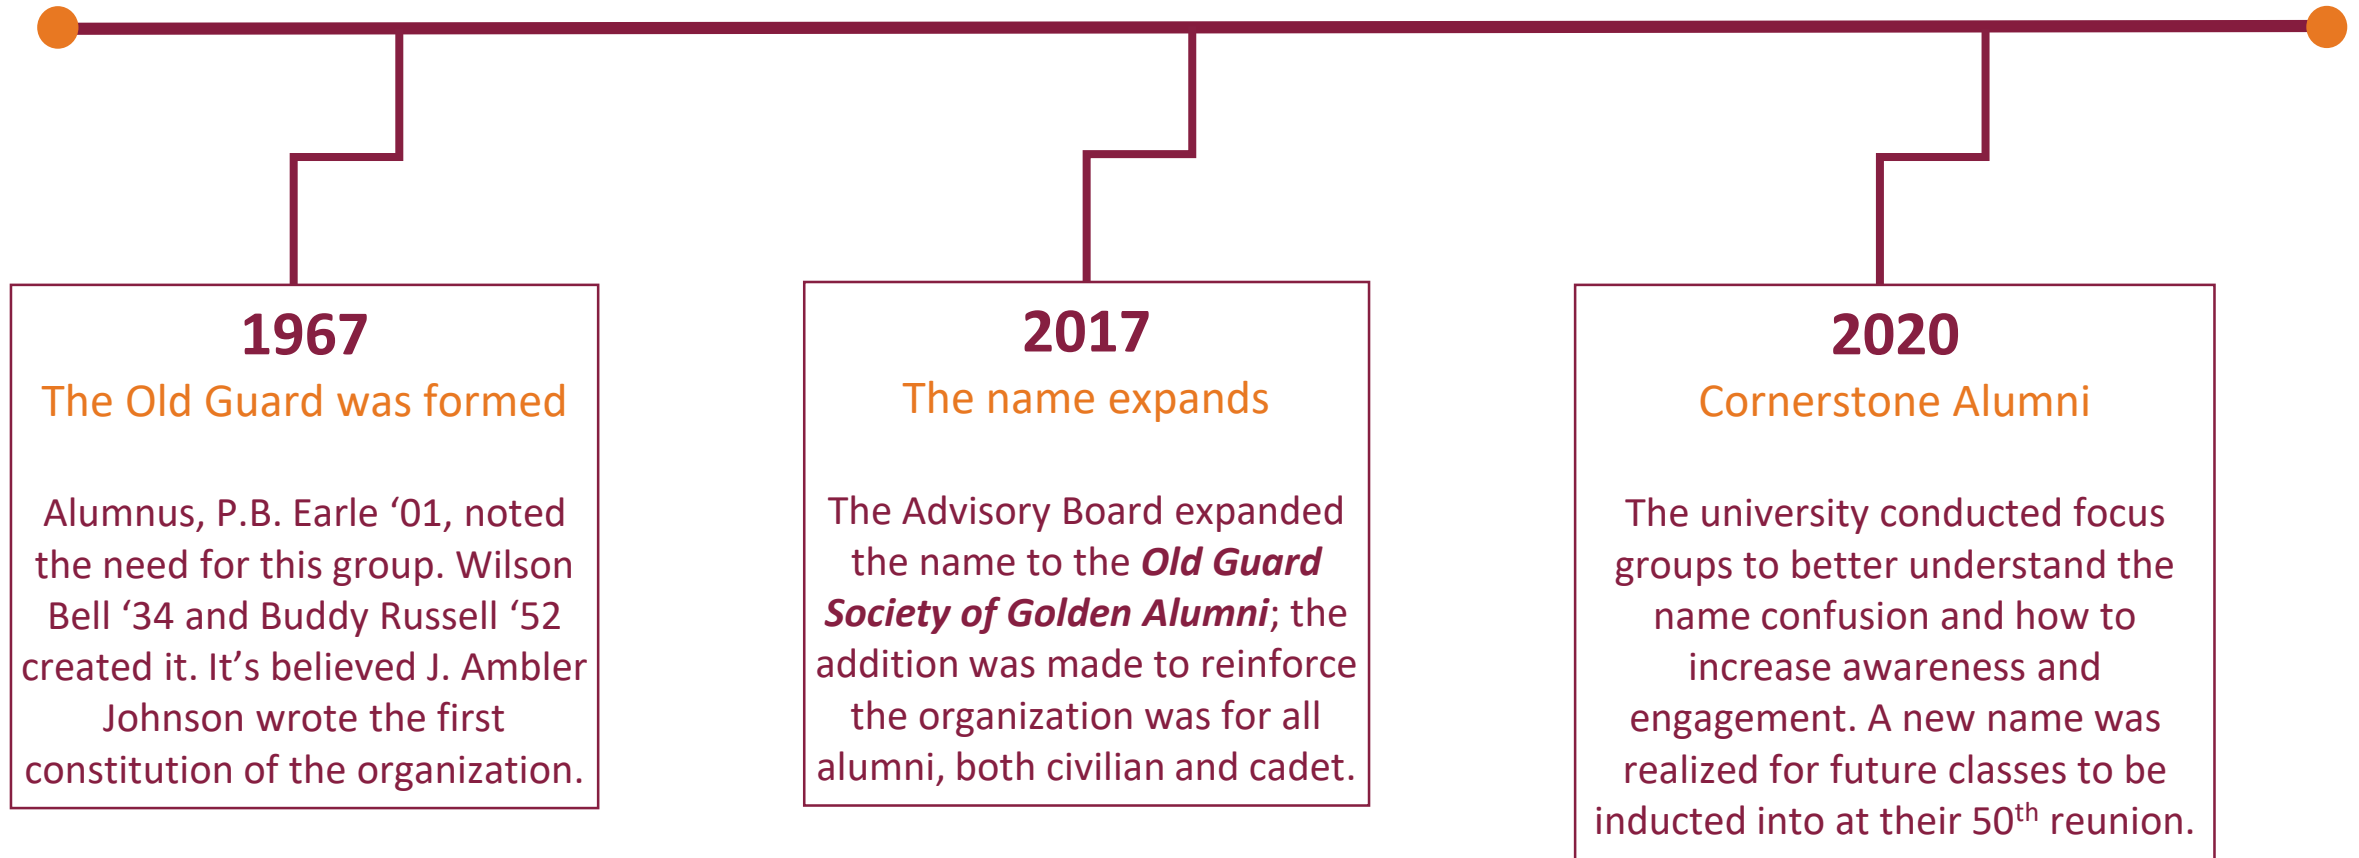 1967
The Old Guard was formed
Alumnus, P.B. Earle ‘01, noted
the need for this group. Wilson
Bell ‘34 and Buddy Russell ‘52
created it. It’s believed J. Ambler
Johnson wrote the first
constitution of the organization.
2017
The name expands
The Advisory Board expanded
the name to the Old Guard
Society of Golden Alumni; the
addition was made to reinforce
the organization was for all
alumni, both civilian and cadet.
2020
Cornerstone Alumni
The university conducted focus
groups to better understand the
name confusion and how to
increase awareness and
engagement. A new name was
realized for future classes to be
inducted into at their 50th reunion.